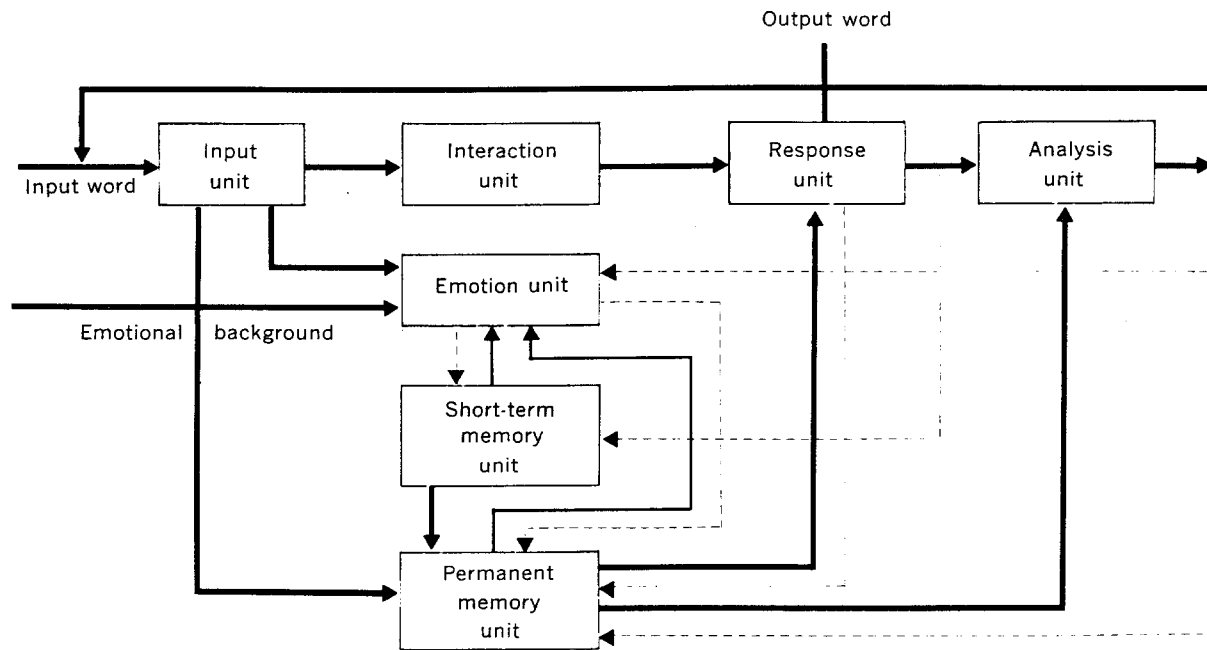 Output word
Input
unit
Interaction
unit
Response
unit
Analysis
unit
Input word
Emotion unit
Emotional background
Short-term
memory
unit
Permanent
memory
unit